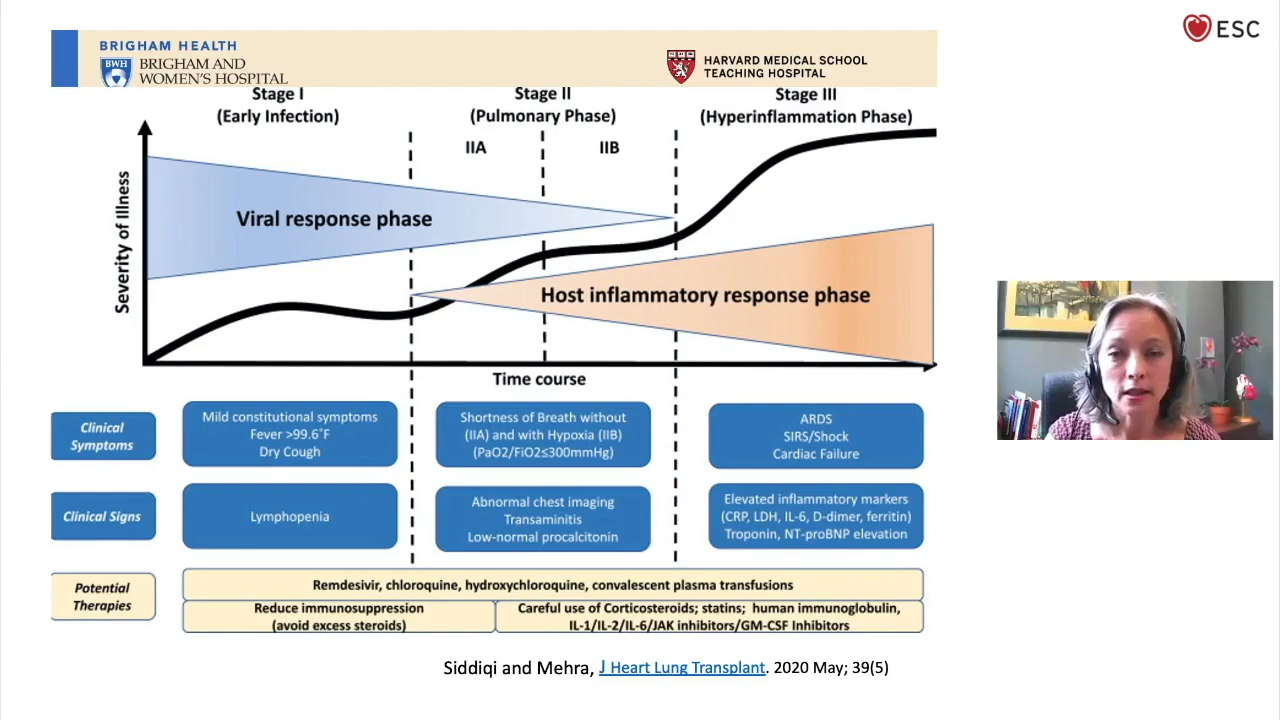 ESC
BRIGHAM HEALTH
BWH
BRIGHAM AND
WOMEN'S HOSPITAL
HARVARD MEDICAL SCHOOL
TEACHING HOSPITAL
Stage I
(Early Infection)
Stage II
(Pulmonary Phase)
Stage III
(Hyperinflammation Phase)
IIA
IIB
Severity of Illness
Viral response phase
Host inflammatory response phase
Time course
Clinical
Symptoms
Mild constitutional symptoms
Fever >99.6°F
Dry Cough
Shortness of Breath without
(IIA) and with Hypoxia (IIB)
(PaO2/FiO2≤300mmHg)
ARDS
SIRS/Shock
Cardiac Failure
Clinical Signs
Lymphopenia
Abnormal chest imaging
Transaminitis
Low-normal procalcitonin
Elevated inflammatory markers
(CRP, LDH, IL-6, D-dimer, ferritin)
Troponin, NT-proBNP elevation
Potential
Therapies
Remdesivir, chloroquine, hydroxychloroquine, convalescent plasma transfusions
Reduce immunosuppression
(avoid excess steroids)
Careful use of Corticosteroids; statins; human immunoglobulin,
IL-1/IL-2/IL-6/JAK inhibitors/GM-CSF Inhibitors
Siddiqi and Mehra, J Heart Lung Transplant. 2020 May; 39(5)